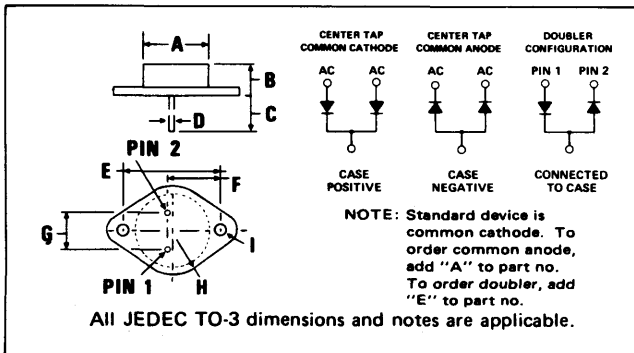 A
B
C
D
PIN 2
E
F
G
I
PIN 1
H
CENTER TAP
COMMON CATHODE
AC AC
CASE
POSITIVE
CENTER TAP
COMMON ANODE
AC AC
CASE
NEGATIVE
DOUBLER
CONFIGURATION
PIN 1 PIN 2
CONNECTED
TO CASE
NOTE: Standard device is
common cathode. To
order common anode,
add "A" to part no.
To order doubler, add
"E" to part no.
All JEDEC TO-3 dimensions and notes are applicable.